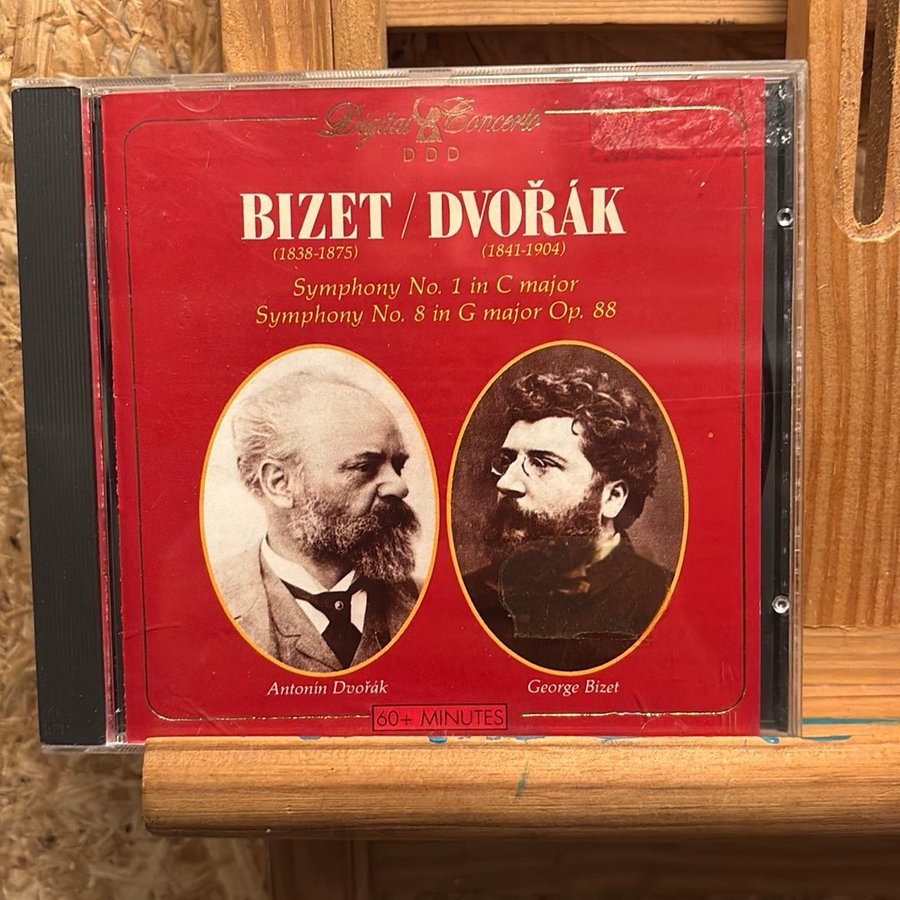 Digital Concerto
DDD
BIZET / DVOŘÁK
(1838-1875) (1841-1904)
Symphony No. 1 in C major
Symphony No. 8 in G major Op. 88
Antonín Dvořák George Bizet
60+ MINUTES